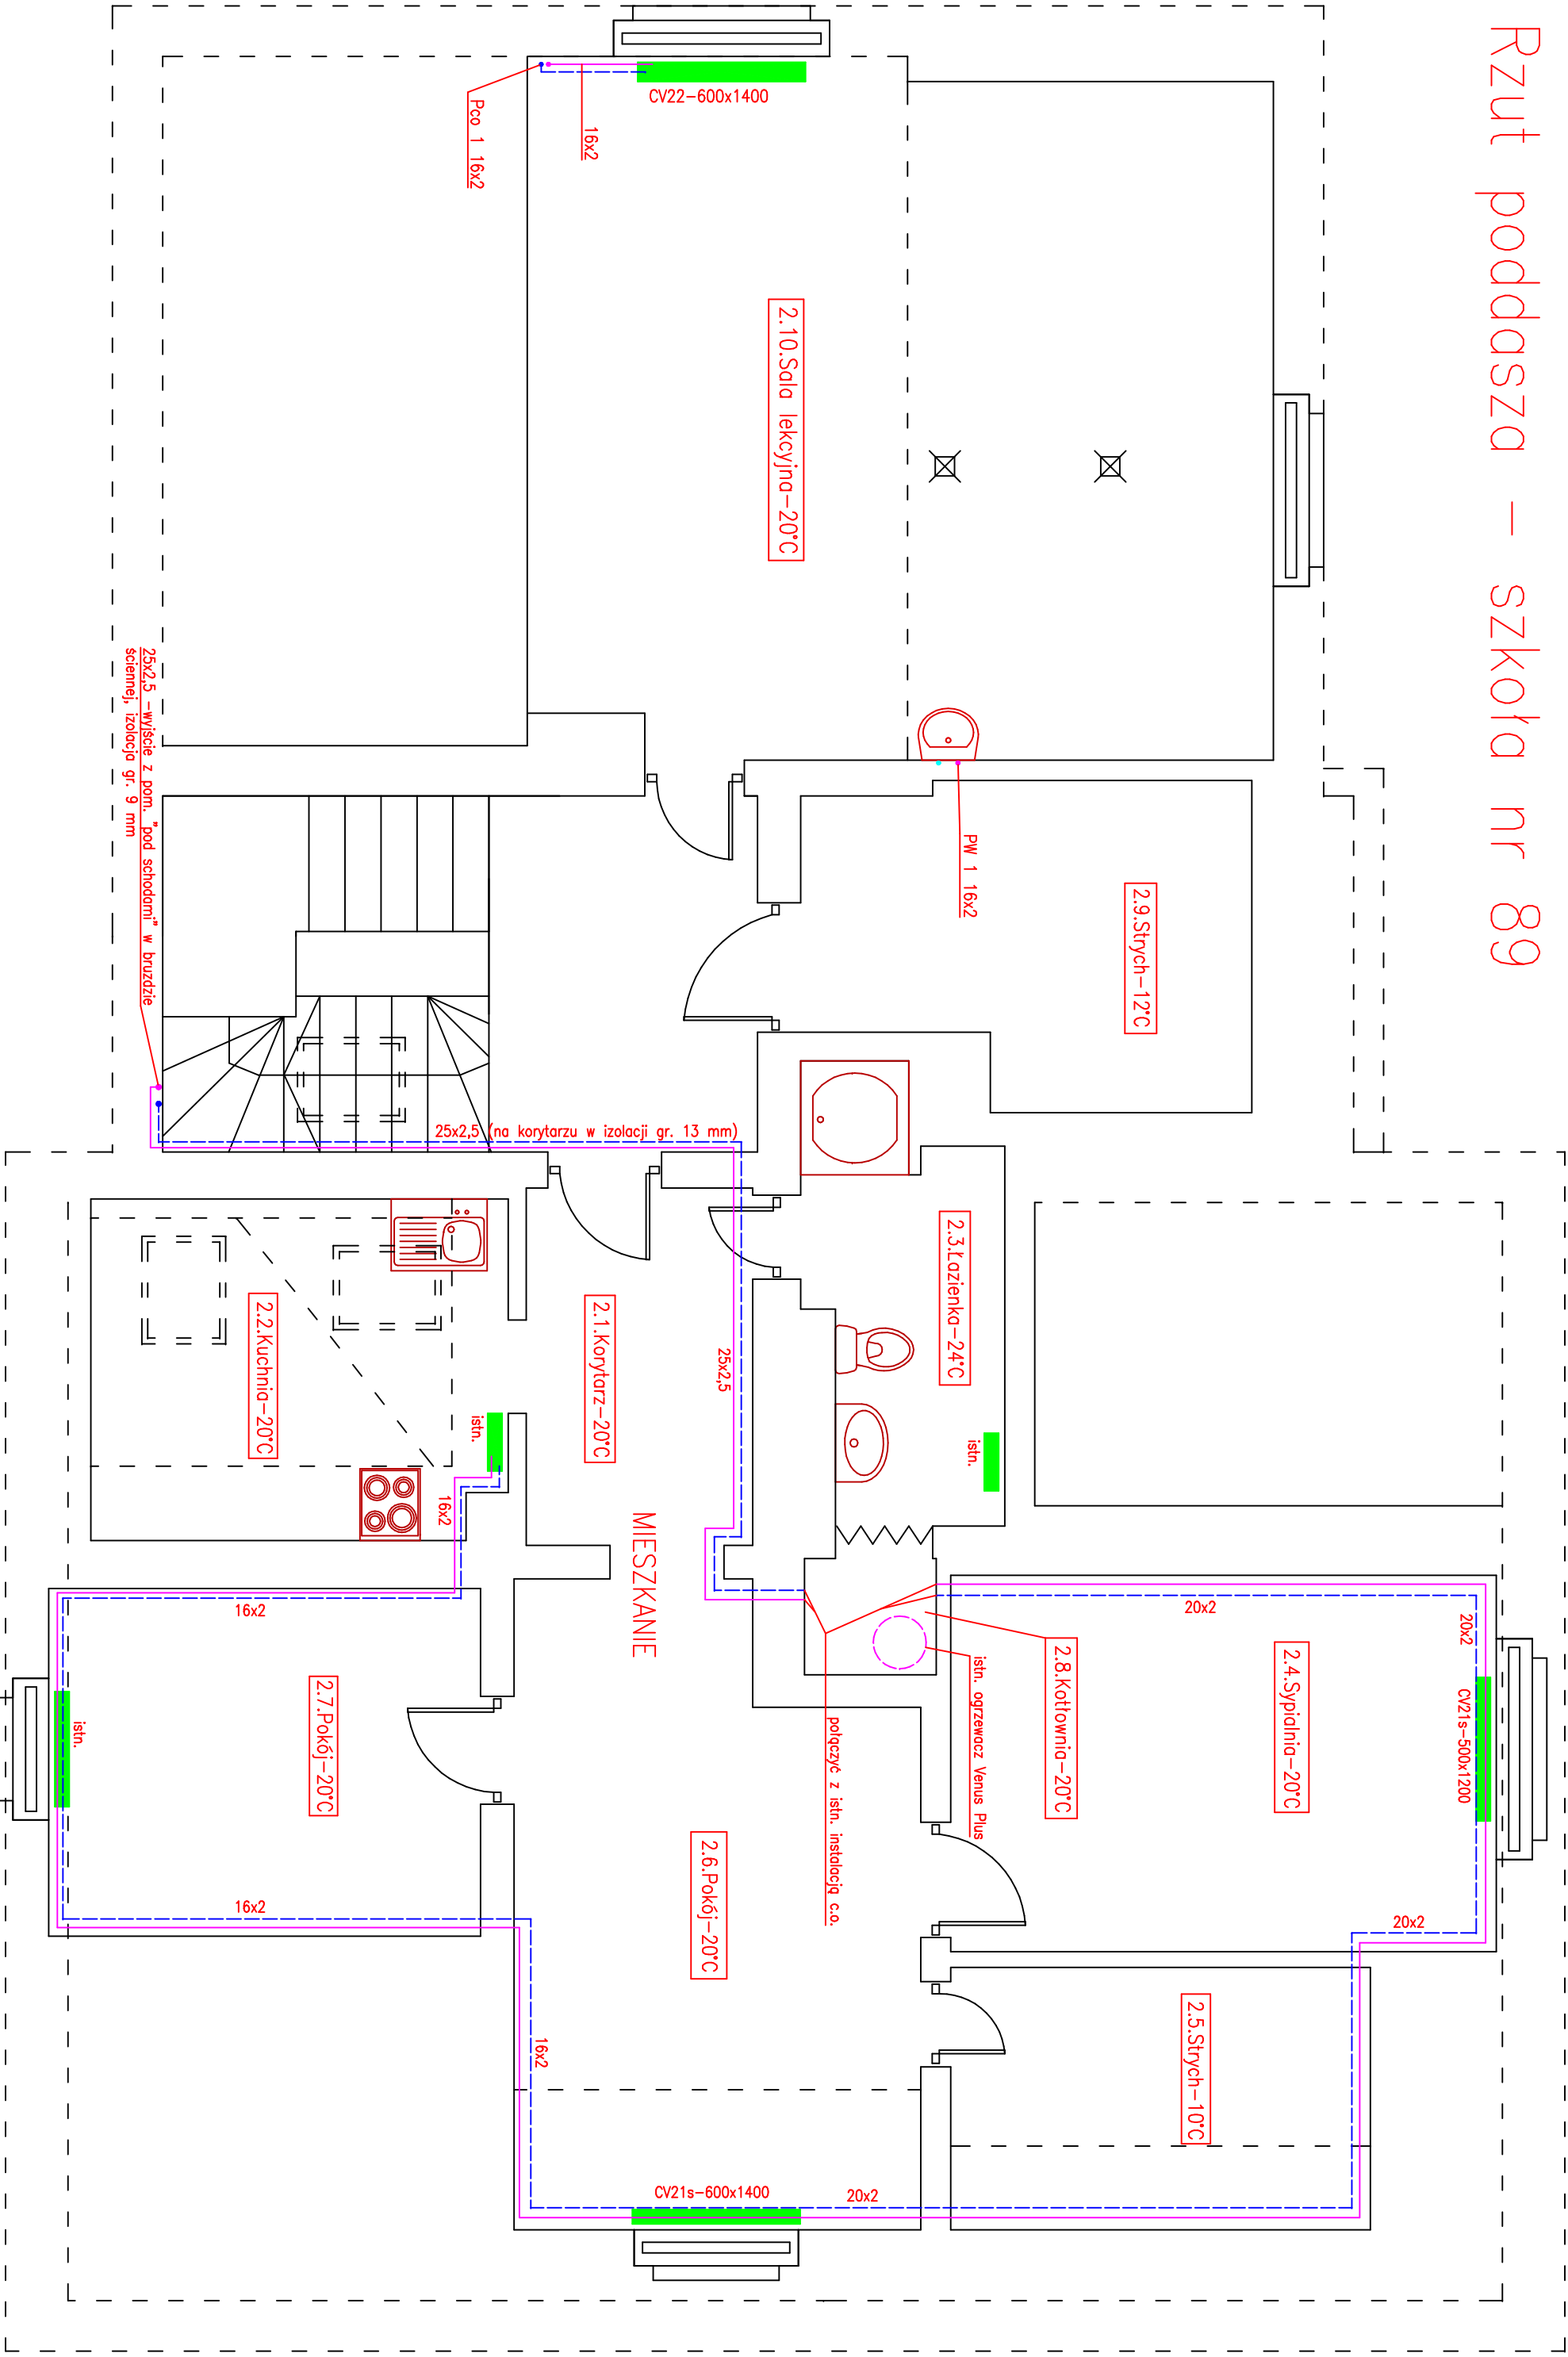 Rzut poddasza - szkoła nr 89
CV22-600x1400
16x2
Pco 1 16x2
2.10.Sala lekcyjna-20°C
PW 1 16x2
2.9.Strych-12°C
25x2,5 -wyjście z pom. "pod schodami" w bruzdzie
ściennej, izolacja gr. 9 mm
25x2,5 (na korytarzu w izolacji gr. 13 mm)
2.3.Łazienka-24°C
2.1.Korytarz-20°C
2.2.Kuchnia-20°C
25x2,5
istn.
istn.
16x2
MIESZKANIE
20x2
20x2
16x2
2.4.Sypialnia-20°C
2.8.Kotłownia-20°C
istn. ogrzewacz Venus Plus
CV21s-500x1200
połączyć z istn. instalacją c.o.
2.7.Pokój-20°C
istn.
2.6.Pokój-20°C
16x2
20x2
2.5.Strych-10°C
16x2
CV21s-600x1400
20x2